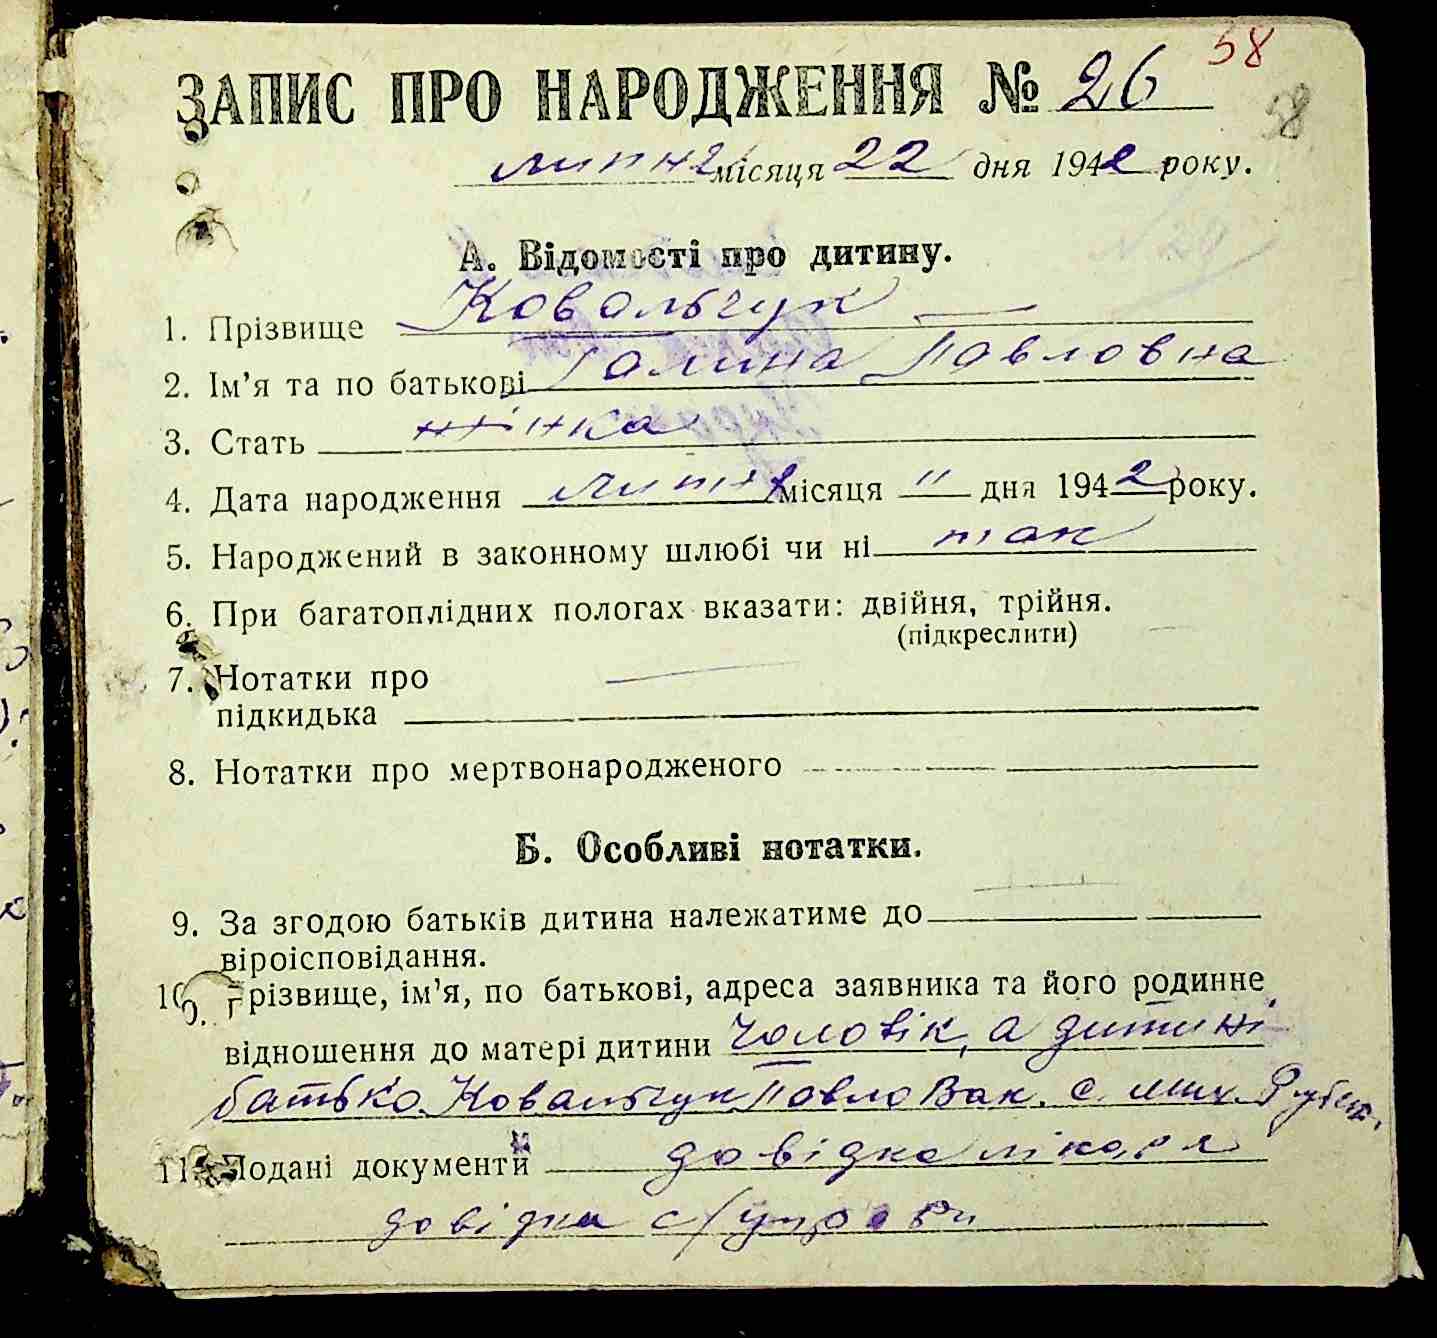 58
ЗАПИС ПРО НАРОДЖЕННЯ № 26
58
липня місяця 22 дня 1942 року.
А. Відомості про дитину.
1. Прізвище Ковальчук
2. Ім'я та по батькові Галина Павловна
3. Стать жінка
4. Дата народження липня місяця 11 дня 1942 року.
5. Народжений в законному шлюбі чи ні так
6. При багатоплідних пологах вказати: двійня, трійня.
(підкреслити)
7. Нотатки про
підкидька
8. Нотатки про мертвонародженого
Б. Особливі нотатки.
9. За згодою батьків дитина належатиме до
віроісповідання.
10. Прізвище, ім'я, по батькові, адреса заявника та його родинне
відношення до матері дитини чоловік, а дитині
батько Ковальчук Павло Вак. с. Мих.
11. Подані документи довідка лікаря
довідка с/управи